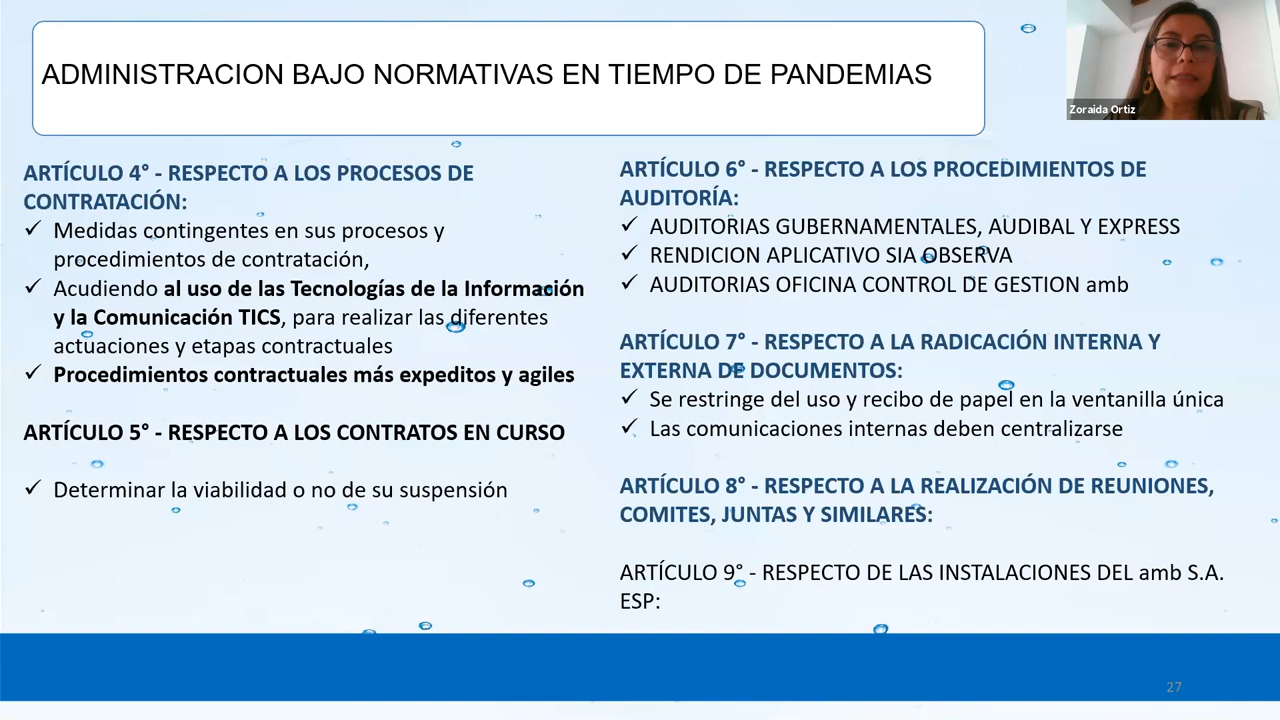 ADMINISTRACION BAJO NORMATIVAS EN TIEMPO DE PANDEMIAS
Zoraida Ortiz
ARTÍCULO 4° - RESPECTO A LOS PROCESOS DE
CONTRATACIÓN:
✓ Medidas contingentes en sus procesos y
procedimientos de contratación,
✓ Acudiendo al uso de las Tecnologías de la Información
y la Comunicación TICS, para realizar las diferentes
actuaciones y etapas contractuales
✓ Procedimientos contractuales más expeditos y agiles
ARTÍCULO 5° - RESPECTO A LOS CONTRATOS EN CURSO
✓ Determinar la viabilidad o no de su suspensión
ARTÍCULO 6° - RESPECTO A LOS PROCEDIMIENTOS DE
AUDITORÍA:
✓ AUDITORIAS GUBERNAMENTALES, AUDIBAL Y EXPRESS
✓ RENDICION APLICATIVO SIA OBSERVA
✓ AUDITORIAS OFICINA CONTROL DE GESTION amb
ARTÍCULO 7° - RESPECTO A LA RADICACIÓN INTERNA Y
EXTERNA DE DOCUMENTOS:
✓ Se restringe del uso y recibo de papel en la ventanilla única
✓ Las comunicaciones internas deben centralizarse
ARTÍCULO 8° - RESPECTO A LA REALIZACIÓN DE REUNIONES,
COMITES, JUNTAS Y SIMILARES:
ARTÍCULO 9° - RESPECTO DE LAS INSTALACIONES DEL amb S.A.
ESP:
27